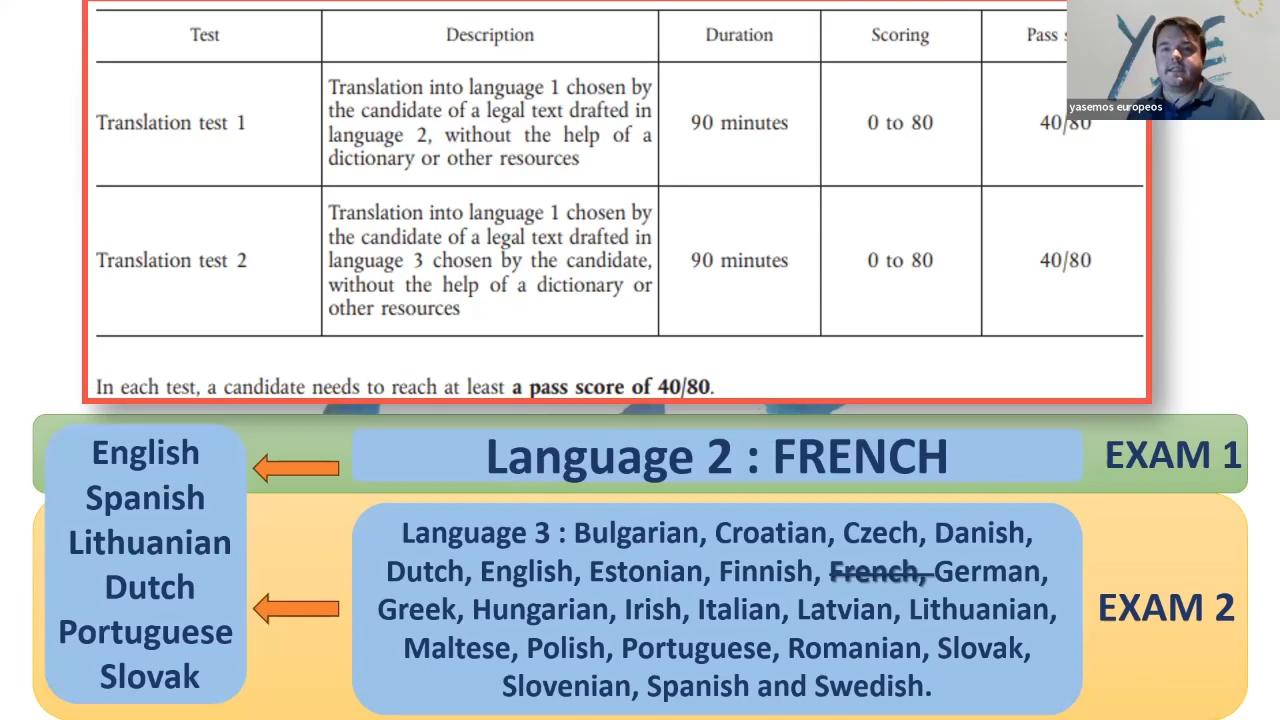 Test Description Duration Scoring Pass
yasemos europeos
Translation test 1
Translation into language 1 chosen by
the candidate of a legal text drafted in
language 2, without the help of a
dictionary or other resources
90 minutes
0 to 80
40/80
Translation test 2
Translation into language 1 chosen by
the candidate of a legal text drafted in
language 3 chosen by the candidate,
without the help of a dictionary or
other resources
90 minutes
0 to 80
40/80
In each test, a candidate needs to reach at least a pass score of 40/80.
English
Spanish
Lithuanian
Dutch
Portuguese
Slovak
Language 2 : FRENCH
EXAM 1
Language 3 : Bulgarian, Croatian, Czech, Danish,
Dutch, English, Estonian, Finnish, French, German,
Greek, Hungarian, Irish, Italian, Latvian, Lithuanian,
Maltese, Polish, Portuguese, Romanian, Slovak,
Slovenian, Spanish and Swedish.
EXAM 2